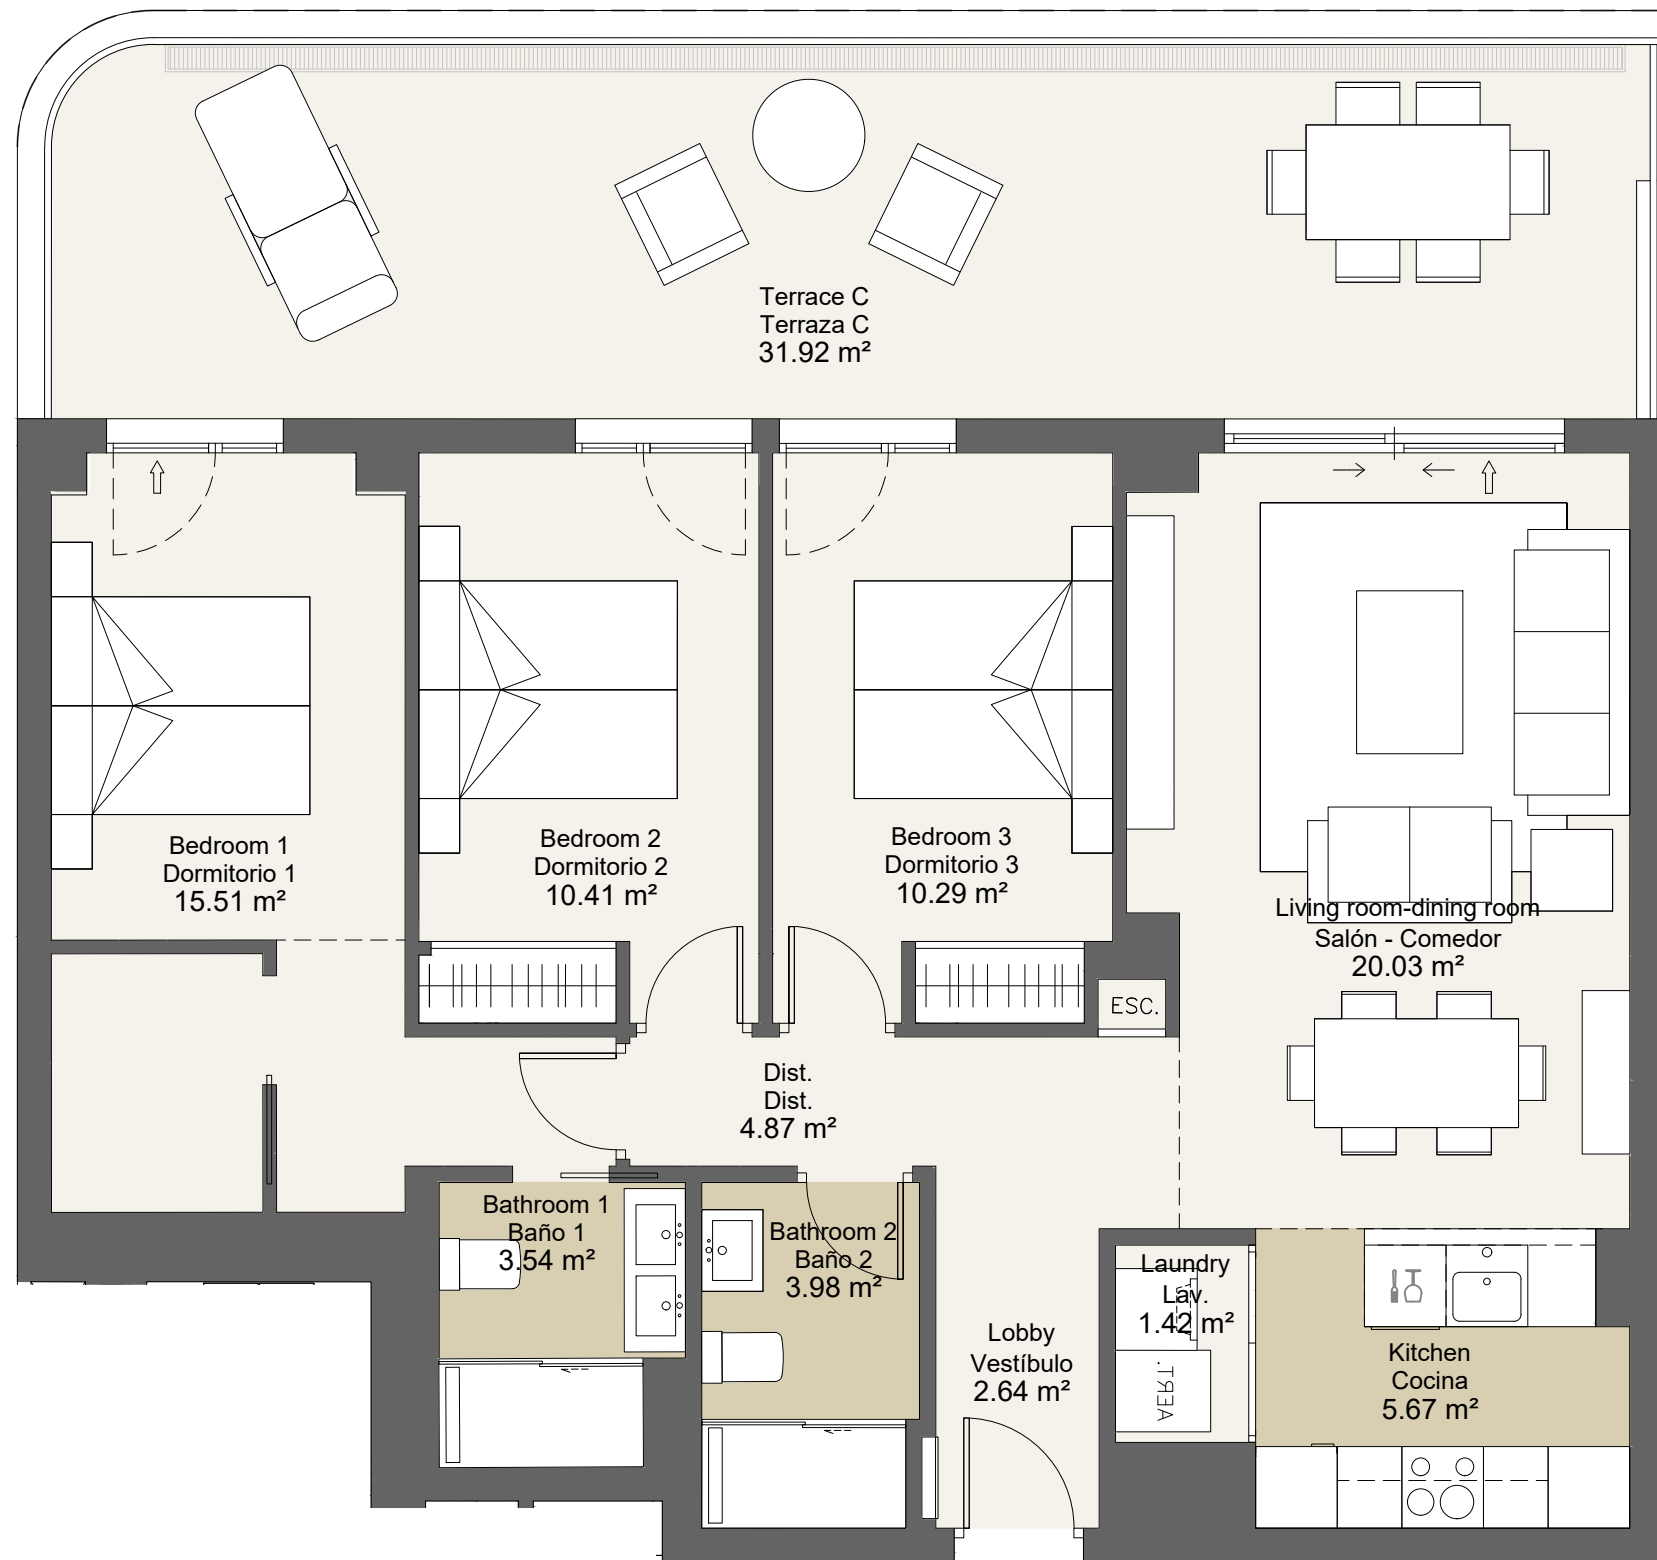 Terrace C
Terraza C
31.92 m²
Bedroom 1
Dormitorio 1
15.51 m²
Bedroom 2
Dormitorio 2
10.41 m²
Bedroom 3
Dormitorio 3
10.29 m²
Living room-dining room
Salón - Comedor
20.03 m²
ESC.
Dist.
Dist.
4.87 m²
Bathroom 1
Baño 1
3.54 m²
Bathroom 2
Baño 2
3.98 m²
Laundry
Lav.
1.42 m²
AERT.
Lobby
Vestíbulo
2.64 m²
Kitchen
Cocina
5.67 m²